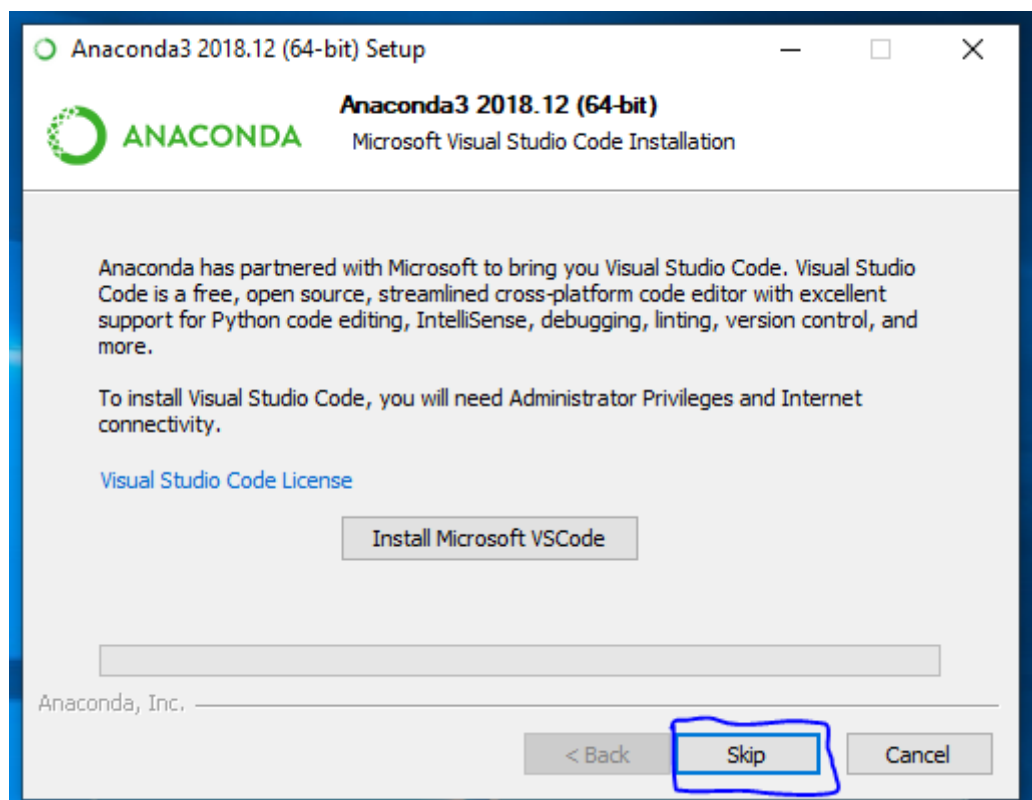 Anaconda3 2018.12 (64-bit) Setup
ANACONDA
Anaconda3 2018.12 (64-bit)
Microsoft Visual Studio Code Installation
Anaconda has partnered with Microsoft to bring you Visual Studio Code. Visual Studio
Code is a free, open source, streamlined cross-platform code editor with excellent
support for Python code editing, IntelliSense, debugging, linting, version control, and
more.
To install Visual Studio Code, you will need Administrator Privileges and Internet
connectivity.
Visual Studio Code License
Install Microsoft VSCode
Anaconda, Inc.
< Back
Skip
Cancel